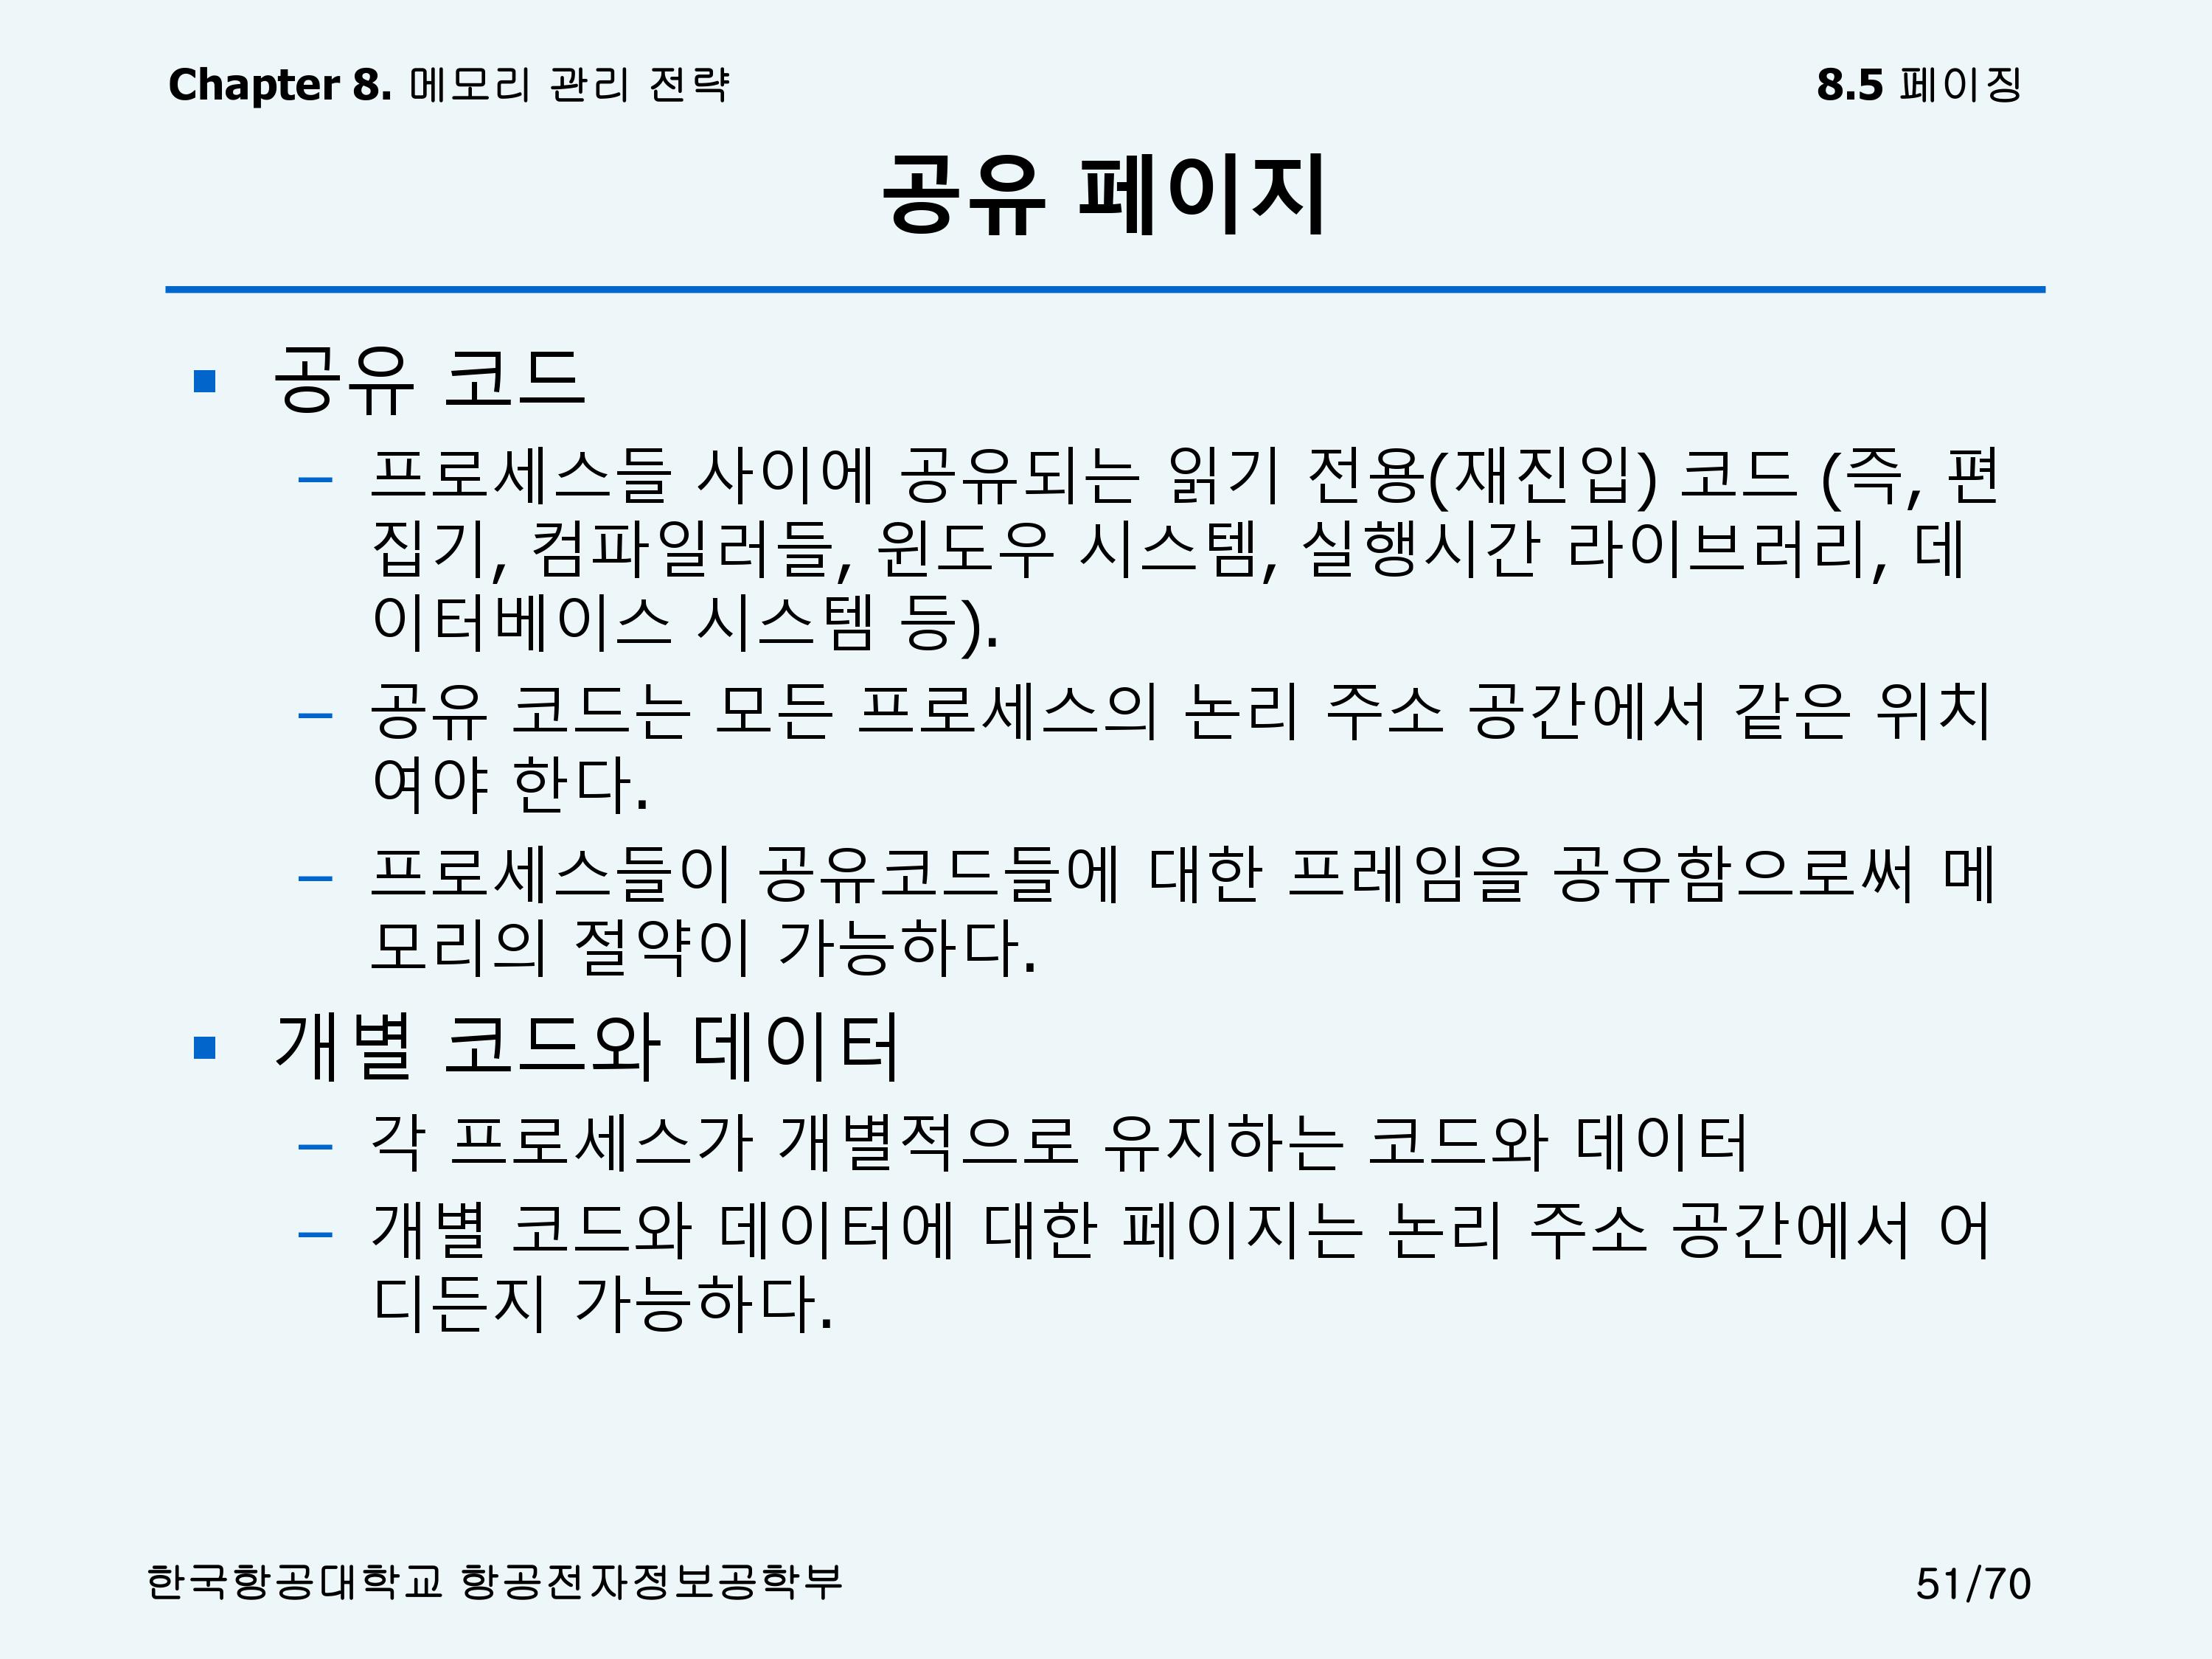 Chapter 8. 메모리 관리 전략
8.5 페이징
공유 페이지
▪ 공유 코드
– 프로세스들 사이에 공유되는 읽기 전용(재진입) 코드 (즉, 편
집기, 컴파일러들, 윈도우 시스템, 실행시간 라이브러리, 데
이터베이스 시스템 등).
– 공유 코드는 모든 프로세스의 논리 주소 공간에서 같은 위치
여야 한다.
– 프로세스들이 공유코드들에 대한 프레임을 공유함으로써 메
모리의 절약이 가능하다.
▪ 개별 코드와 데이터
– 각 프로세스가 개별적으로 유지하는 코드와 데이터
– 개별 코드와 데이터에 대한 페이지는 논리 주소 공간에서 어
디든지 가능하다.
한국항공대학교 항공전자정보공학부
51/70